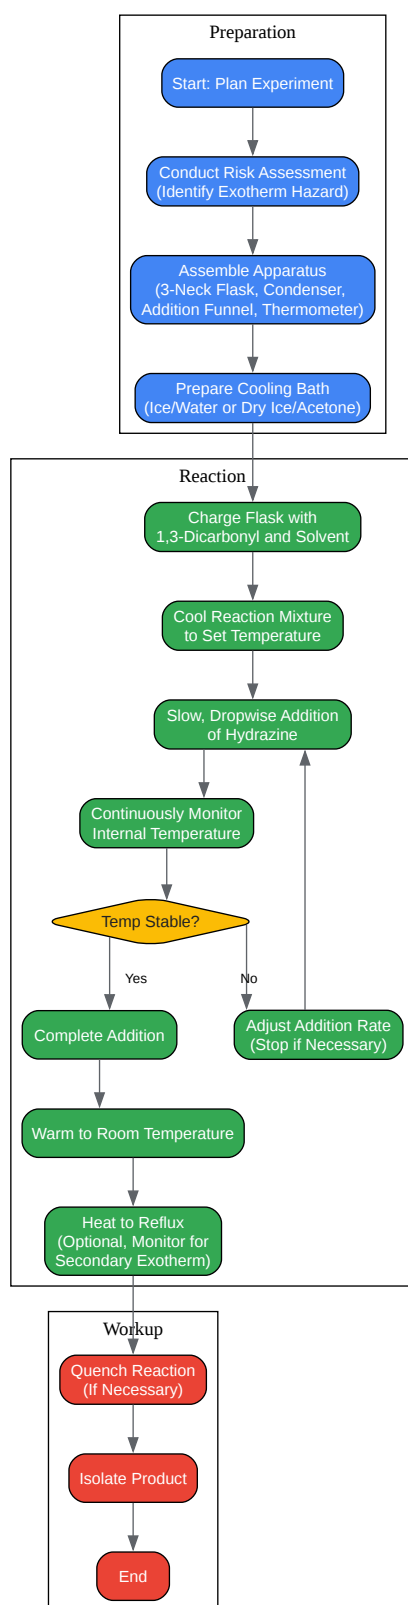 Preparation
Start: Plan Experiment
Conduct Risk Assessment
(Identify Exotherm Hazard)
Assemble Apparatus
(3-Neck Flask, Condenser,
Addition Funnel, Thermometer)
Prepare Cooling Bath
(Ice/Water or Dry Ice/Acetone)
Reaction
Charge Flask with
1,3-Dicarbonyl and Solvent
Cool Reaction Mixture
to Set Temperature
Slow, Dropwise Addition
of Hydrazine
Continuously Monitor
Internal Temperature
Temp Stable?
Yes
No
Complete Addition
Adjust Addition Rate
(Stop if Necessary)
Warm to Room Temperature
Heat to Reflux
(Optional, Monitor for
Secondary Exotherm)
Workup
Quench Reaction
(If Necessary)
Isolate Product
End